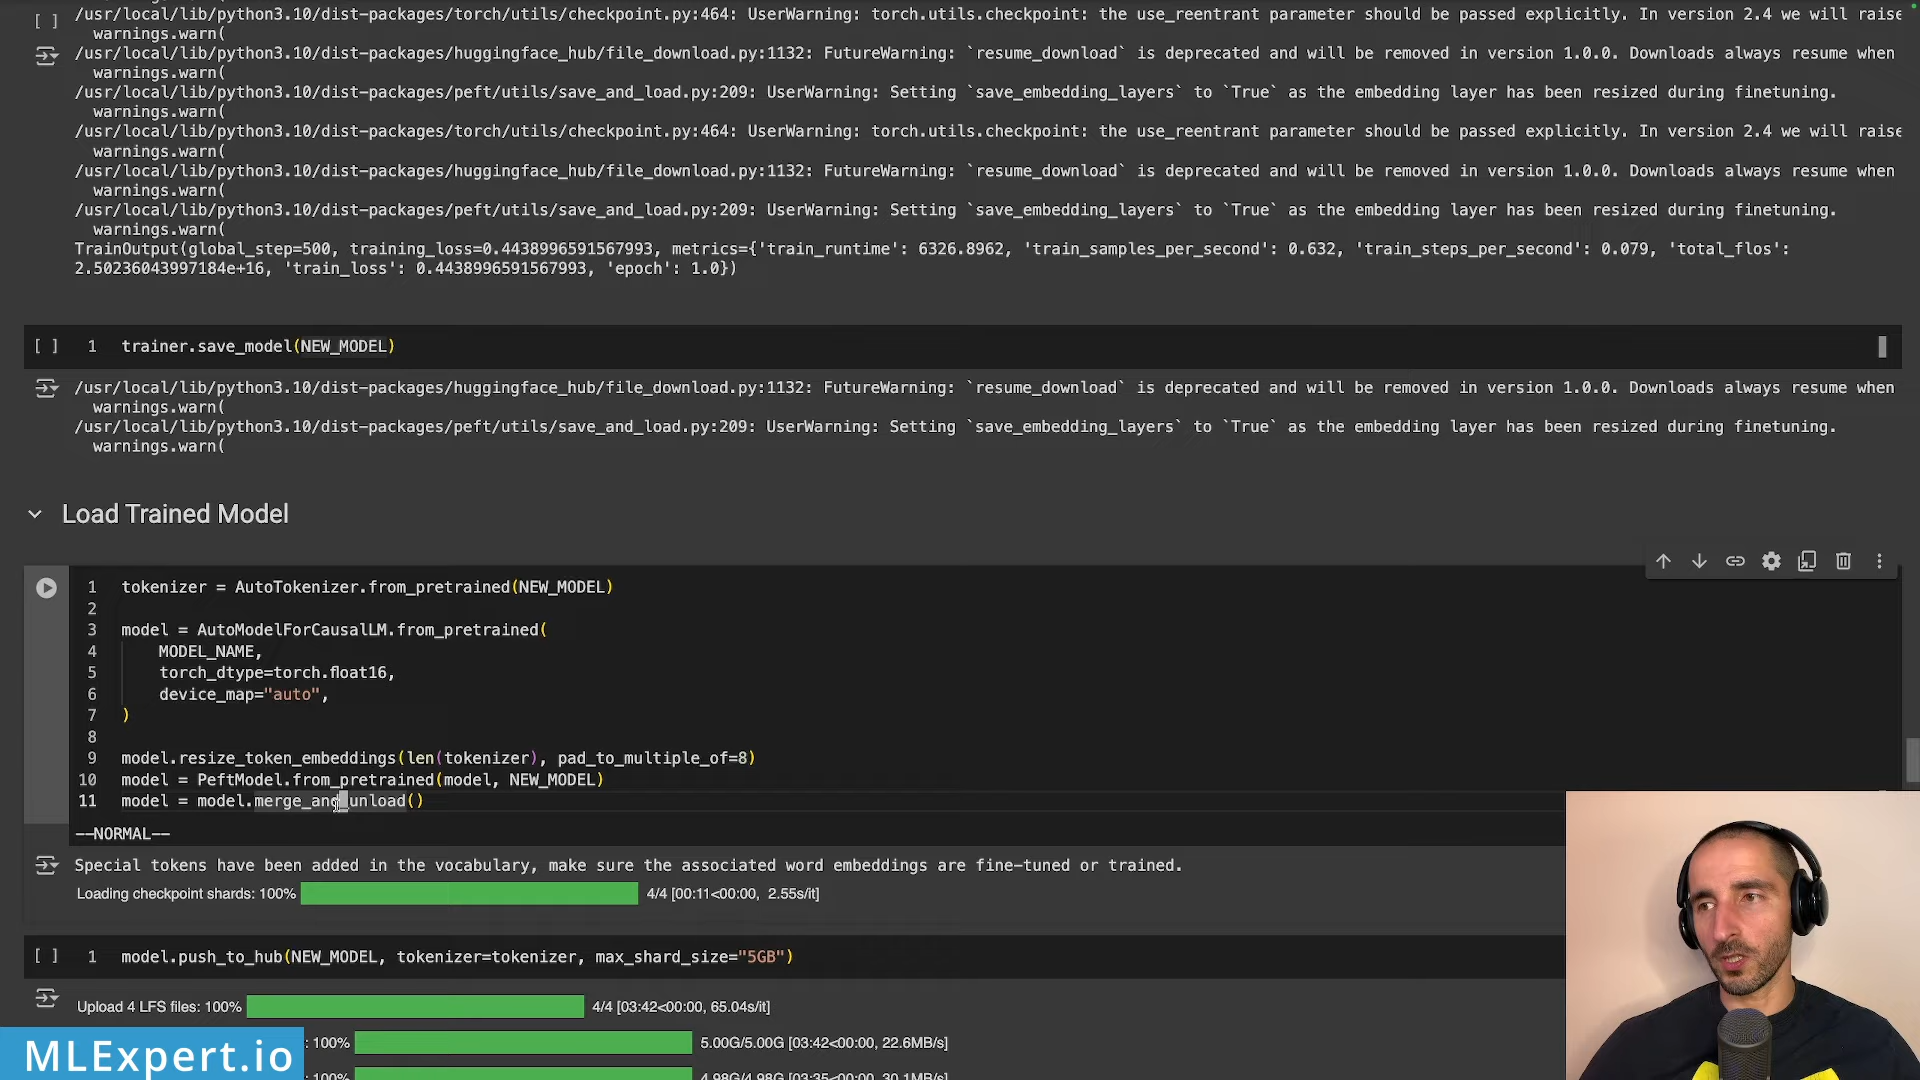 [ ] /usr/local/lib/python3.10/dist-packages/torch/utils/checkpoint.py:464: UserWarning: torch.utils.checkpoint: the use_reentrant parameter should be passed explicitly. In version 2.4 we will raise
warnings.warn(
/usr/local/lib/python3.10/dist-packages/huggingface_hub/file_download.py:1132: FutureWarning: `resume_download` is deprecated and will be removed in version 1.0.0. Downloads always resume when
warnings.warn(
/usr/local/lib/python3.10/dist-packages/peft/utils/save_and_load.py:209: UserWarning: Setting `save_embedding_layers` to `True` as the embedding layer has been resized during finetuning.
warnings.warn(
/usr/local/lib/python3.10/dist-packages/torch/utils/checkpoint.py:464: UserWarning: torch.utils.checkpoint: the use_reentrant parameter should be passed explicitly. In version 2.4 we will raise
warnings.warn(
/usr/local/lib/python3.10/dist-packages/huggingface_hub/file_download.py:1132: FutureWarning: `resume_download` is deprecated and will be removed in version 1.0.0. Downloads always resume when
warnings.warn(
/usr/local/lib/python3.10/dist-packages/peft/utils/save_and_load.py:209: UserWarning: Setting `save_embedding_layers` to `True` as the embedding layer has been resized during finetuning.
warnings.warn(
TrainOutput(global_step=500, training_loss=0.4438996591567993, metrics={'train_runtime': 6326.8962, 'train_samples_per_second': 0.632, 'train_steps_per_second': 0.079, 'total_flos':
2.50236043997184e+16, 'train_loss': 0.4438996591567993, 'epoch': 1.0})
[ ] 1 trainer.save_model(NEW_MODEL)
/usr/local/lib/python3.10/dist-packages/huggingface_hub/file_download.py:1132: FutureWarning: `resume_download` is deprecated and will be removed in version 1.0.0. Downloads always resume when
warnings.warn(
/usr/local/lib/python3.10/dist-packages/peft/utils/save_and_load.py:209: UserWarning: Setting `save_embedding_layers` to `True` as the embedding layer has been resized during finetuning.
warnings.warn(
Load Trained Model
1 tokenizer = AutoTokenizer.from_pretrained(NEW_MODEL)
2
3 model = AutoModelForCausalLM.from_pretrained(
4 MODEL_NAME,
5 torch_dtype=torch.float16,
6 device_map="auto",
7 )
8
9 model.resize_token_embeddings(len(tokenizer), pad_to_multiple_of=8)
10 model = PeftModel.from_pretrained(model, NEW_MODEL)
11 model = model.merge_and_unload()
--NORMAL--
Special tokens have been added in the vocabulary, make sure the associated word embeddings are fine-tuned or trained.
Loading checkpoint shards: 100% 4/4 [00:11<00:00, 2.55s/it]
[ ] 1 model.push_to_hub(NEW_MODEL, tokenizer=tokenizer, max_shard_size="5GB")
Upload 4 LFS files: 100% 4/4 [03:42<00:00, 65.04s/it]
: 100% 5.00G/5.00G [03:42<00:00, 22.6MB/s]
: 100% 4.98G/4.98G [03:35<00:00, 30.1MB/s]
MLExpert.io